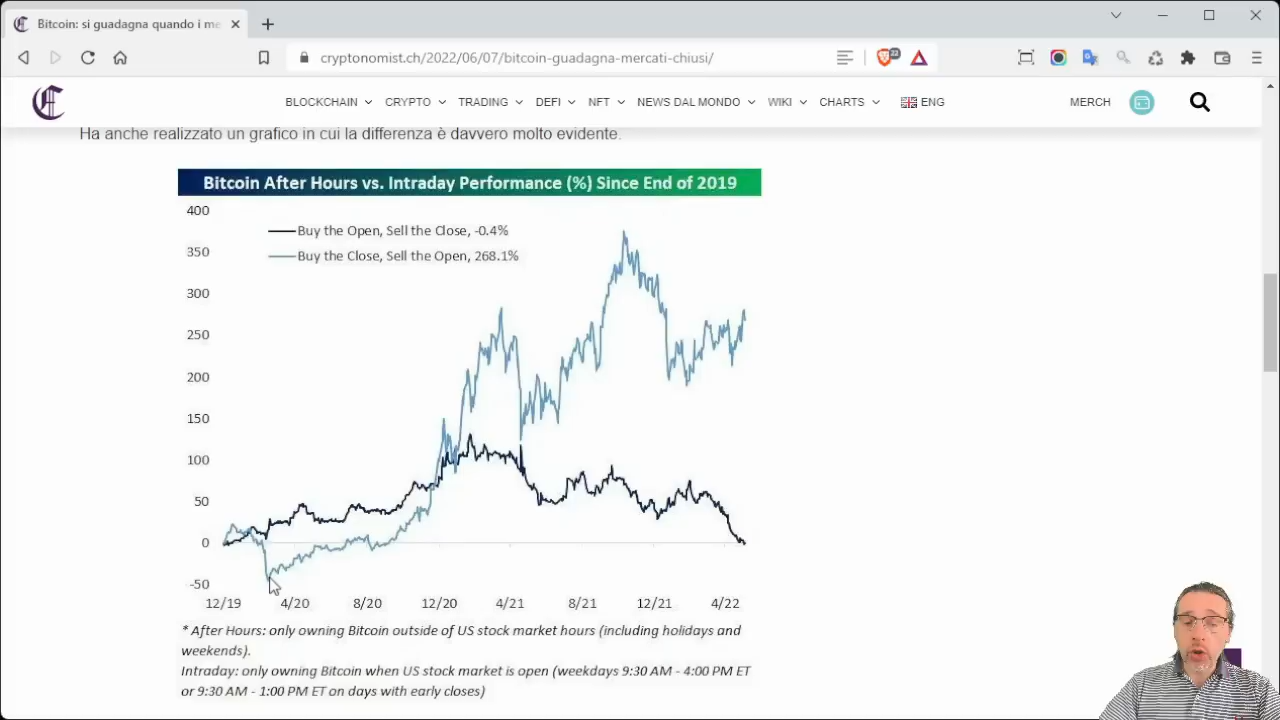 Bitcoin: si guadagna quando i me
cryptonomist.ch/2022/06/07/bitcoin-guadagna-mercati-chiusi/
22
BLOCKCHAIN CRYPTO TRADING DEFI NFT NEWS DAL MONDO WIKI CHARTS ENG MERCH
Ha anche realizzato un grafico in cui la differenza è davvero molto evidente.
Bitcoin After Hours vs. Intraday Performance (%) Since End of 2019
400
Buy the Open, Sell the Close, -0.4%
350
Buy the Close, Sell the Open, 268.1%
300
250
200
150
100
50
0
-50
12/19 4/20 8/20 12/20 4/21 8/21 12/21 4/22
* After Hours: only owning Bitcoin outside of US stock market hours (including holidays and
weekends).
Intraday: only owning Bitcoin when US stock market is open (weekdays 9:30 AM - 4:00 PM ET
or 9:30 AM - 1:00 PM ET on days with early closes)